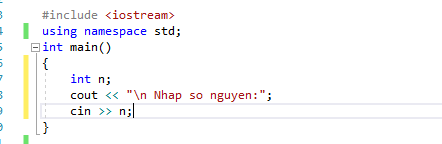 #include <iostream>
using namespace std;
int main()
{
int n;
cout << "\n Nhap so nguyen:";
cin >> n;
}